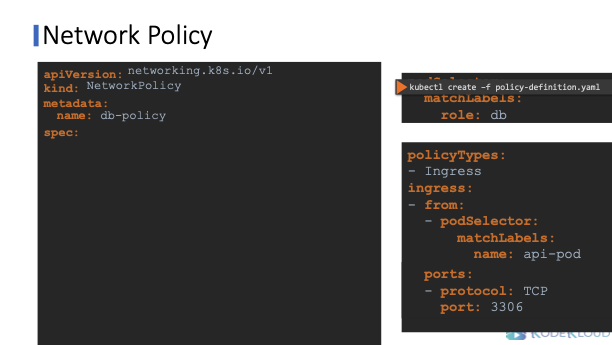 Network Policy
apiVersion: networking.k8s.io/v1
kind: NetworkPolicy
metadata:
name: db-policy
spec:
kubectl create -f policy-definition.yaml
matchLabels:
role: db
policyTypes:
- Ingress
ingress:
- from:
- podSelector:
matchLabels:
name: api-pod
ports:
- protocol: TCP
port: 3306
KODEKLOUD